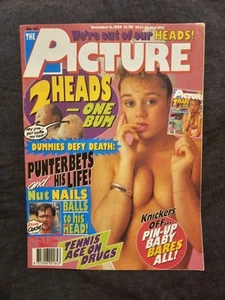 We're out of our HEADS!
THE
PICTURE
2 HEADS
— ONE
BUM
DUMMIES DEFY DEATH:
PUNTER BETS
and HIS LIFE!
Nut NAILS
BALLS
to his
HEAD!
TENNIS
ACE ON
DRUGS
Knickers
OFF...
PIN-UP
BABY
BARES
ALL!